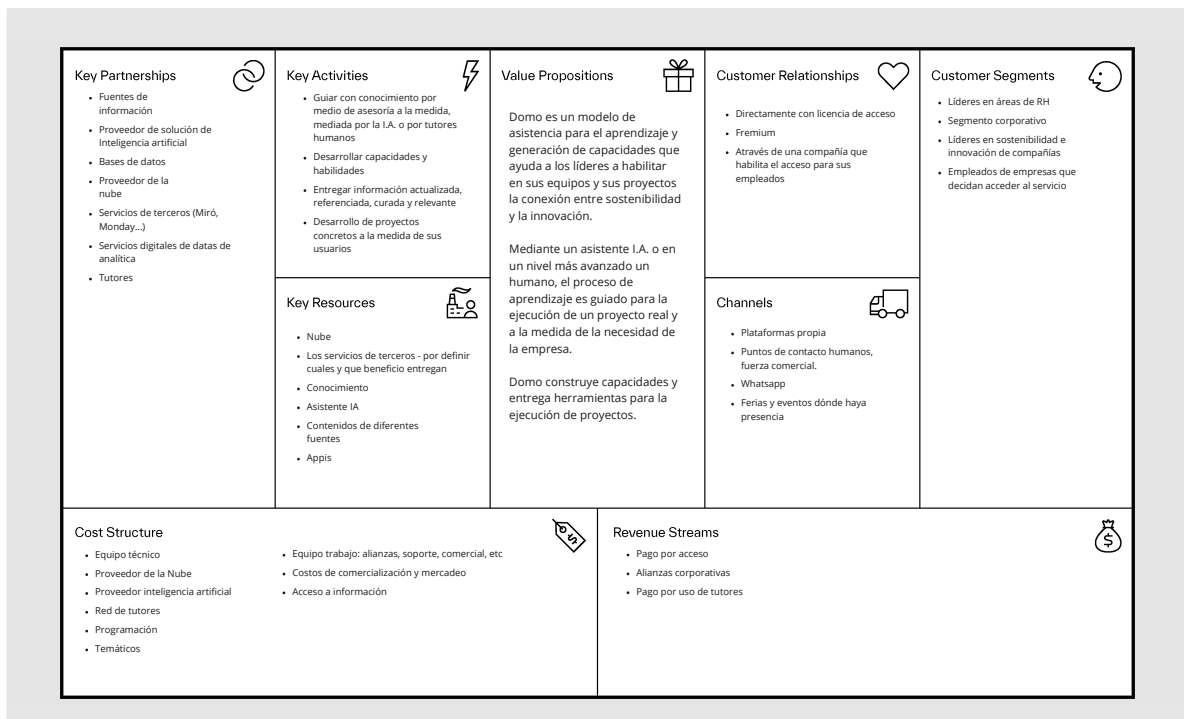 Key Partnerships
Fuentes de
información
Proveedor de solución de
Inteligencia artificial
Bases de datos
Proveedor de la
nube
Servicios de terceros (Miró,
Monday...)
Servicios digitales de datas de
analítica
Tutores
Key Activities
Guiar con conocimiento por
medio de asesoría a la medida,
mediada por la I.A. o por tutores
humanos
Desarrollar capacidades y
habilidades
Entregar información actualizada,
referenciada, curada y relevante
Desarrollo de proyectos
concretos a la medida de sus
usuarios
Key Resources
Nube
Los servicios de terceros - por definir
cuales y que beneficio entregan
Conocimiento
Asistente IA
Contenidos de diferentes
fuentes
Appis
Value Propositions
Domo es un modelo de
asistencia para el aprendizaje y
generación de capacidades que
ayuda a los líderes a habilitar
en sus equipos y sus proyectos
la conexión entre sostenibilidad
y la innovación.
Mediante un asistente I.A. o en
un nivel más avanzado un
humano, el proceso de
aprendizaje es guiado para la
ejecución de un proyecto real y
a la medida de la necesidad de
la empresa.
Domo construye capacidades y
entrega herramientas para la
ejecución de proyectos.
Customer Relationships
Directamente con licencia de acceso
Fremium
Através de una compañía que
habilita el acceso para sus
empleados
Channels
Plataformas propia
Puntos de contacto humanos,
fuerza comercial.
Whatsapp
Ferias y eventos dónde haya
presencia
Customer Segments
Líderes en áreas de RH
Segmento corporativo
Líderes en sostenibilidad e
innovación de compañías
Empleados de empresas que
decidan acceder al servicio
Cost Structure
Equipo técnico
Proveedor de la Nube
Proveedor inteligencia artificial
Red de tutores
Programación
Temáticos
Equipo trabajo: alianzas, soporte, comercial, etc
Costos de comercialización y mercadeo
Acceso a información
Revenue Streams
Pago por acceso
Alianzas corporativas
Pago por uso de tutores